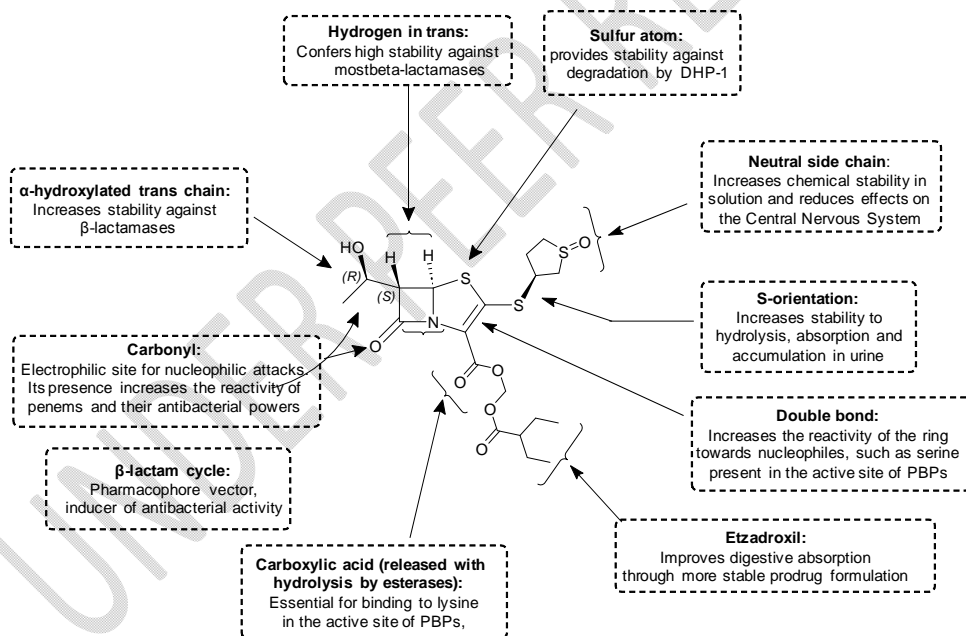 Hydrogen in trans:
Confers high stability against
mostbeta-lactamases
Sulfur atom:
provides stability against
degradation by DHP-1
Neutral side chain:
Increases chemical stability in
solution and reduces effects on
the Central Nervous System
α-hydroxylated trans chain:
Increases stability against
β-lactamases
HO
H
H
(R)
(S)
S
S
S=O
N
O
O
O
O
O
S-orientation:
Increases stability to
hydrolysis, absorption and
accumulation in urine
Carbonyl:
Electrophilic site for nucleophilic attacks.
Its presence increases the reactivity of
penems and their antibacterial powers
Double bond:
Increases the reactivity of the ring
towards nucleophiles, such as serine
present in the active site of PBPs
β-lactam cycle:
Pharmacophore vector,
inducer of antibacterial activity
Etzadroxil:
Improves digestive absorption
through more stable prodrug formulation
Carboxylic acid (released with
hydrolysis by esterases):
Essential for binding to lysine
in the active site of PBPs,
UNDER PEER RE